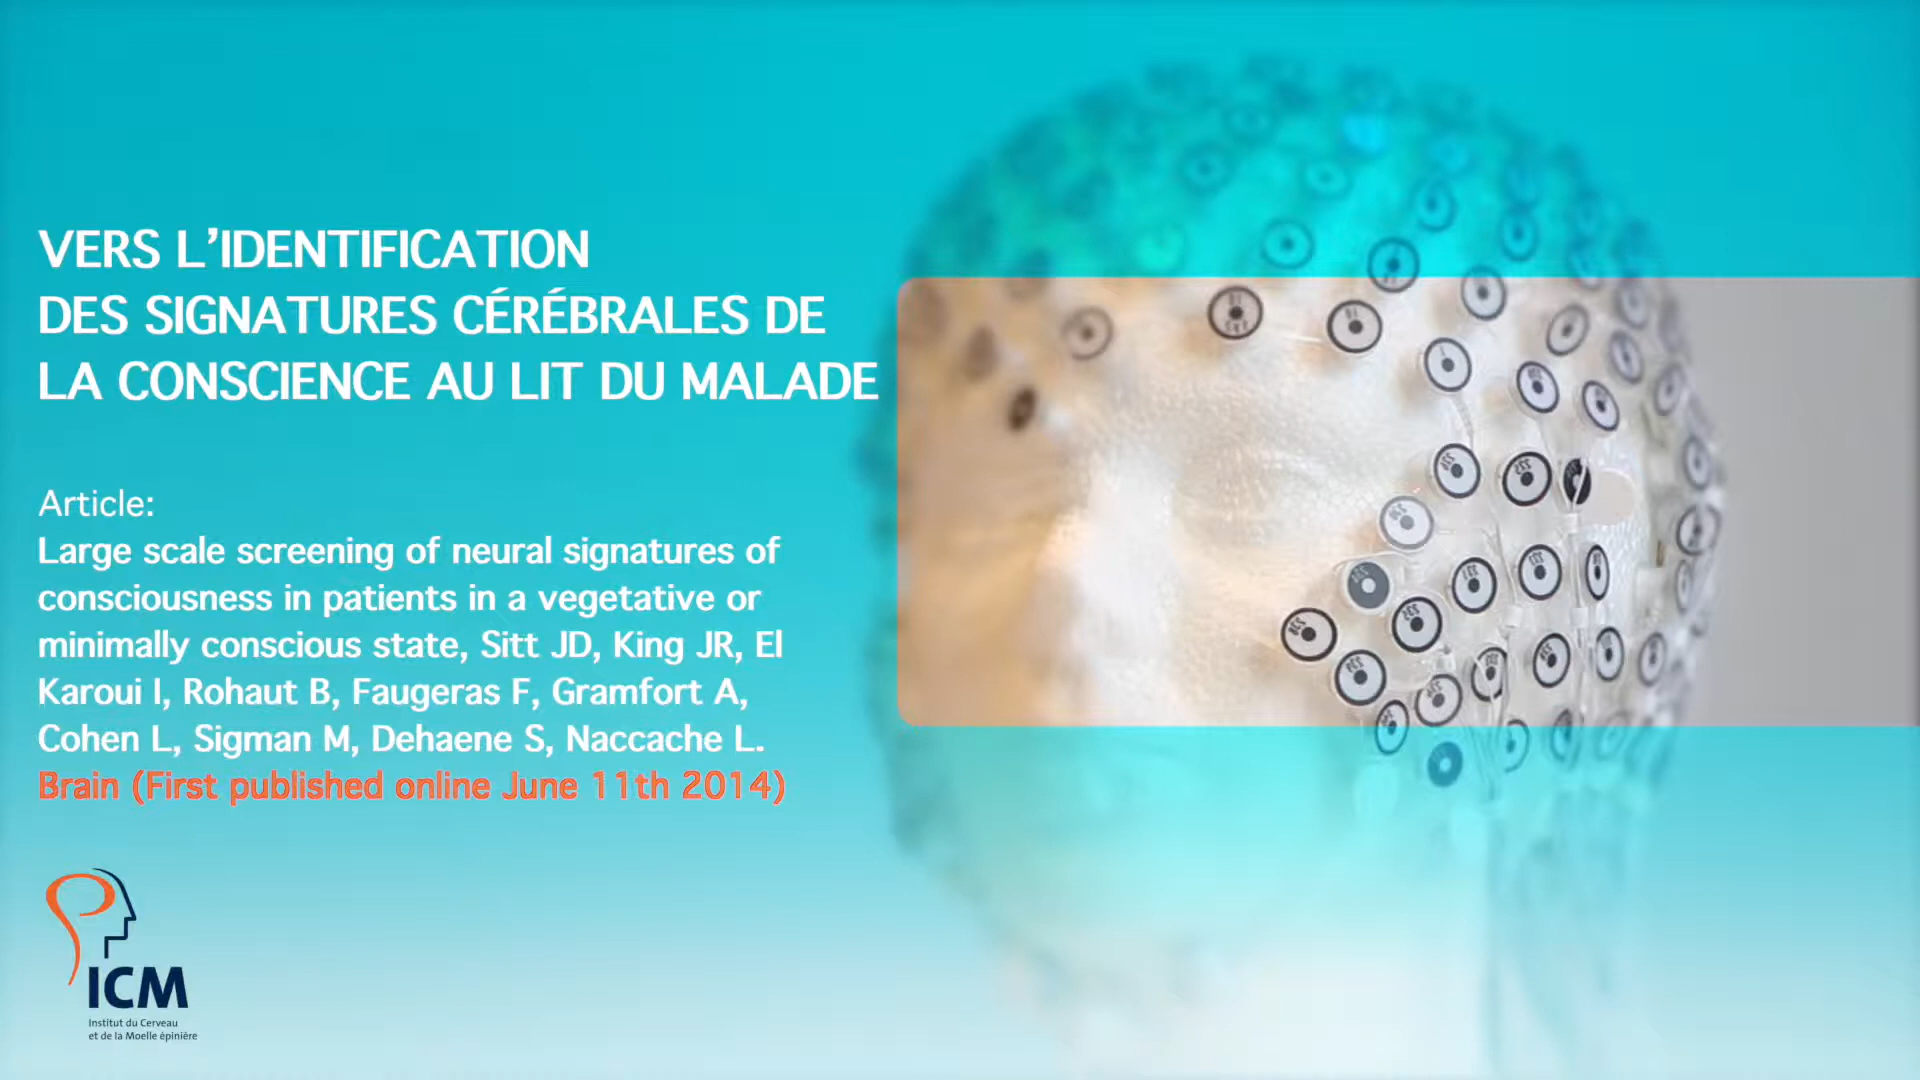 VERS L’IDENTIFICATION
DES SIGNATURES CÉRÉBRALES DE
LA CONSCIENCE AU LIT DU MALADE
Article:
Large scale screening of neural signatures of
consciousness in patients in a vegetative or
minimally conscious state, Sitt JD, King JR, El
Karoui I, Rohaut B, Faugeras F, Gramfort A,
Cohen L, Sigman M, Dehaene S, Naccache L.
Brain (First published online June 11th 2014)
ICM
Institut du Cerveau
et de la Moelle épinière